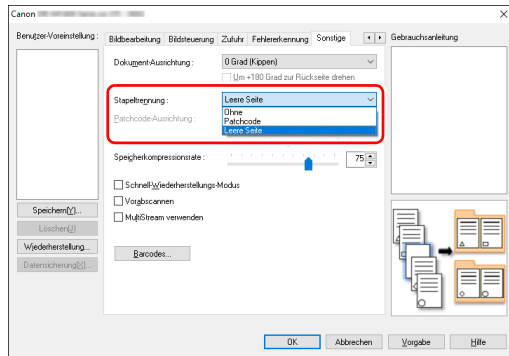 Canon
Benutzer-Voreinstellung :
Bildbearbeitung Bildsteuerung Zufuhr Fehlererkennung Sonstige
Gebrauchsanleitung
Dokument-Ausrichtung :
0 Grad (Kippen)
Um +180 Grad zur Rückseite drehen
Stapeltrennung :
Leere Seite
Ohne
Patchcode
Leere Seite
Patchcode-Ausrichtung :
Speicherkompressionsrate :
75
Schnell-Wiederherstellungs-Modus
Vorabscannen
MultiStream verwenden
Barcodes...
Speichern(Y)...
Löschen(J)
Wiederherstellung...
Datensicherung(X)...
OK
Abbrechen
Vorgabe
Hilfe